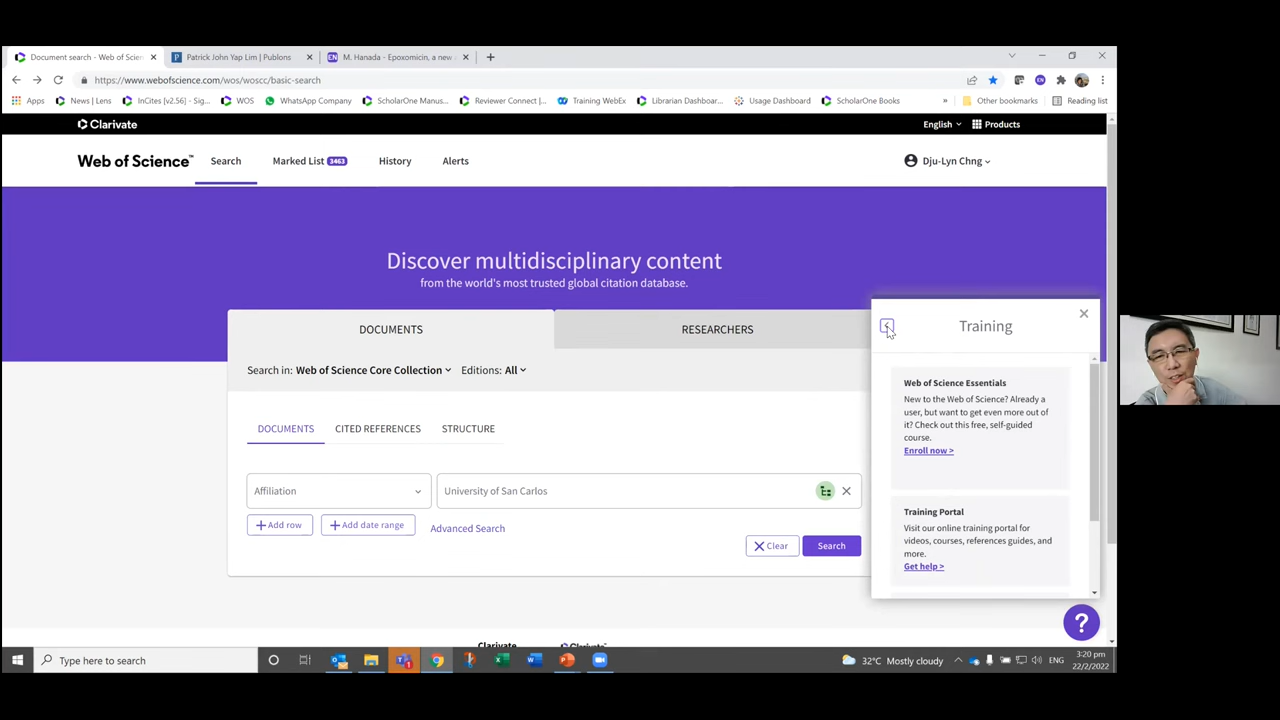 Document search - Web of Scien
Patrick John Yap Lim | Publons
EN M. Hanada - Epoxomicin, a new
https://www.webofscience.com/wos/woscc/basic-search
Apps
News | Lens
InCites [v2.56] - Sig...
WOS
WhatsApp Company
ScholarOne Manus...
Reviewer Connect |...
Training WebEx
Librarian Dashboar...
Usage Dashboard
ScholarOne Books
»
Other bookmarks
Reading list
Clarivate
English
Products
Web of Science™
Search
Marked List 3463
History
Alerts
Dju-Lyn Chng
Discover multidisciplinary content
from the world's most trusted global citation database.
DOCUMENTS
RESEARCHERS
Search in: Web of Science Core Collection
Editions: All
DOCUMENTS
CITED REFERENCES
STRUCTURE
Affiliation
University of San Carlos
+ Add row
+ Add date range
Advanced Search
× Clear
Search
Training
Web of Science Essentials
New to the Web of Science? Already a
user, but want to get even more out of
it? Check out this free, self-guided
course.
Enroll now >
Training Portal
Visit our online training portal for
videos, courses, references guides, and
more.
Get help >
?
Clarivate
Clarivate
Type here to search
32°C Mostly cloudy
ENG
3:20 pm
22/2/2022